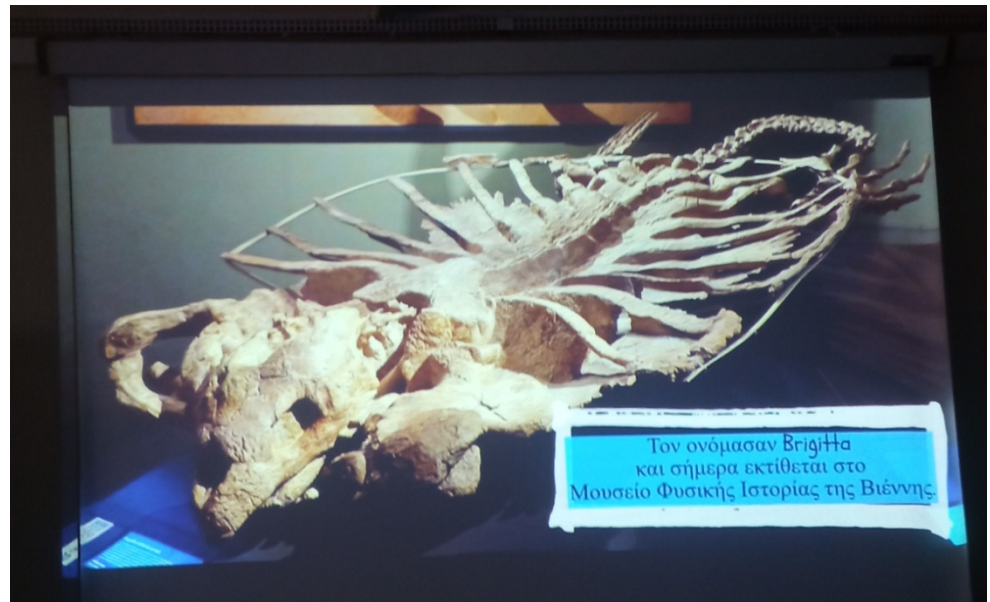 Τον ονόμασαν Brigitta
και σήμερα εκτίθεται στο
Μουσείο Φυσικής Ιστορίας της Βιέννης.